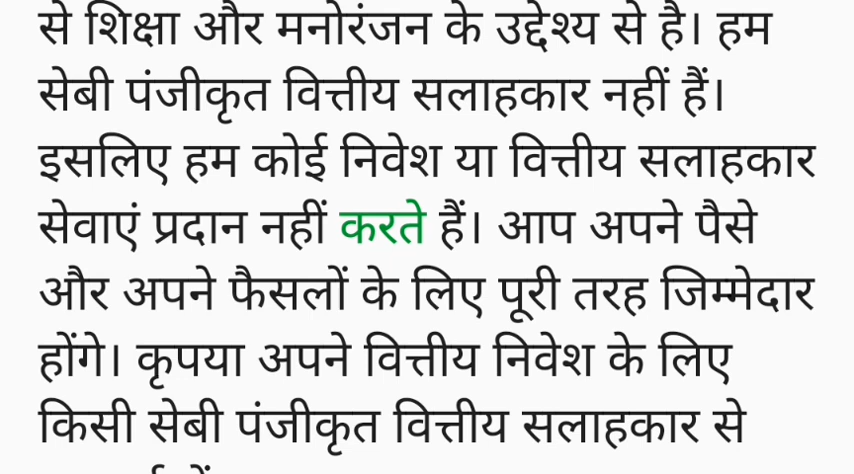 से शिक्षा और मनोरंजन के उद्देश्य से है। हम
सेबी पंजीकृत वित्तीय सलाहकार नहीं हैं।
इसलिए हम कोई निवेश या वित्तीय सलाहकार
सेवाएं प्रदान नहीं करते हैं। आप अपने पैसे
और अपने फैसलों के लिए पूरी तरह जिम्मेदार
होंगे। कृपया अपने वित्तीय निवेश के लिए
किसी सेबी पंजीकृत वित्तीय सलाहकार से